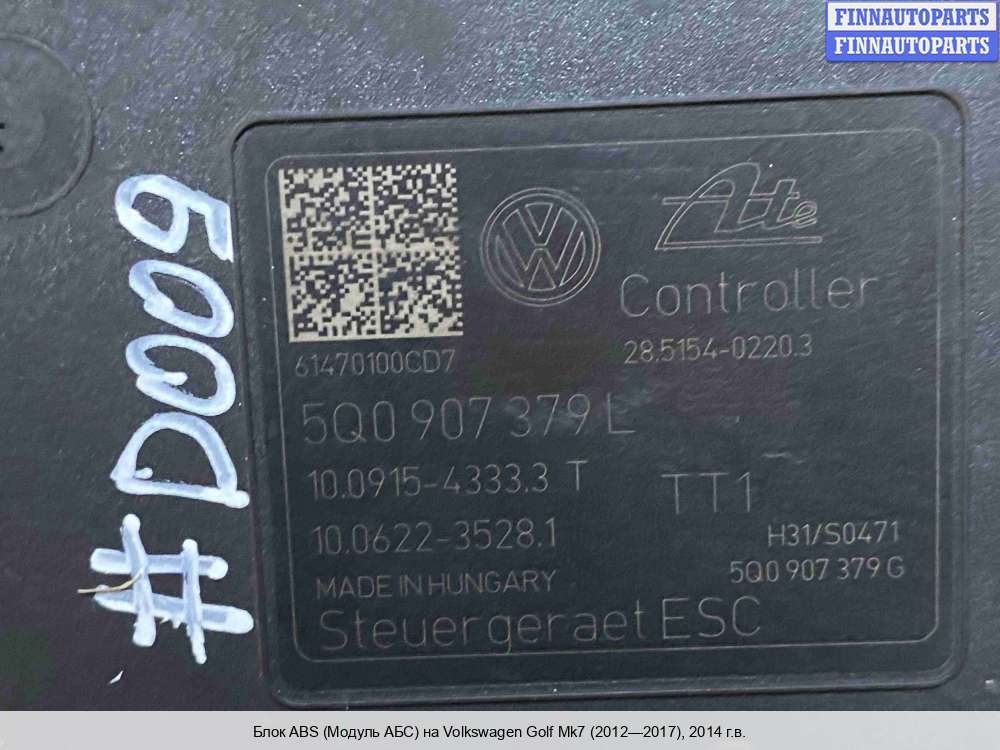 FINNAUTOPARTS
FINNAUTOPARTS
#D009
Ate
Controller
61470100CD7
28.5154-0220.3
5Q0 907 379 L
10.0915-4333.3 T
TT1
10.0622-3528.1
H31/S0471
5Q0 907 379 G
MADE IN HUNGARY
Steuergeraet ESC
Блок ABS (Модуль АБС) на Volkswagen Golf Mk7 (2012—2017), 2014 г.в.